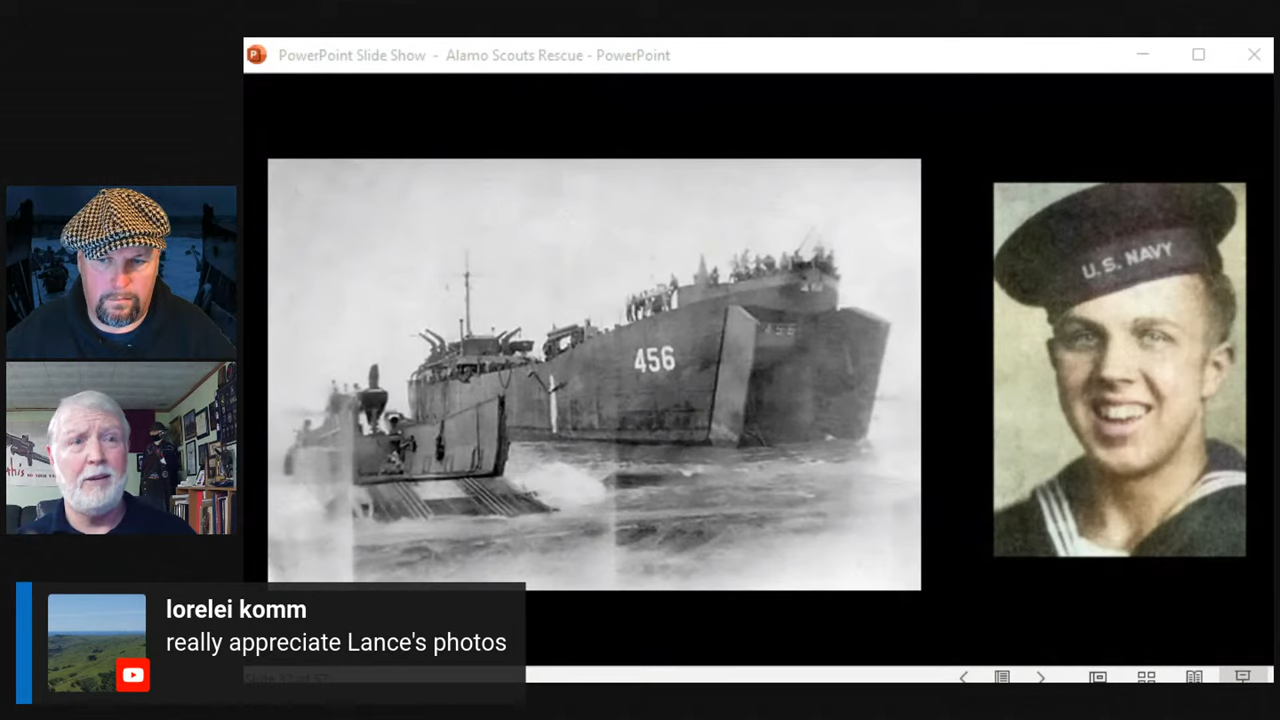 PowerPoint Slide Show - Alamo Scouts Rescue - PowerPoint
456
U.S. NAVY
lorelei komm
really appreciate Lance's photos